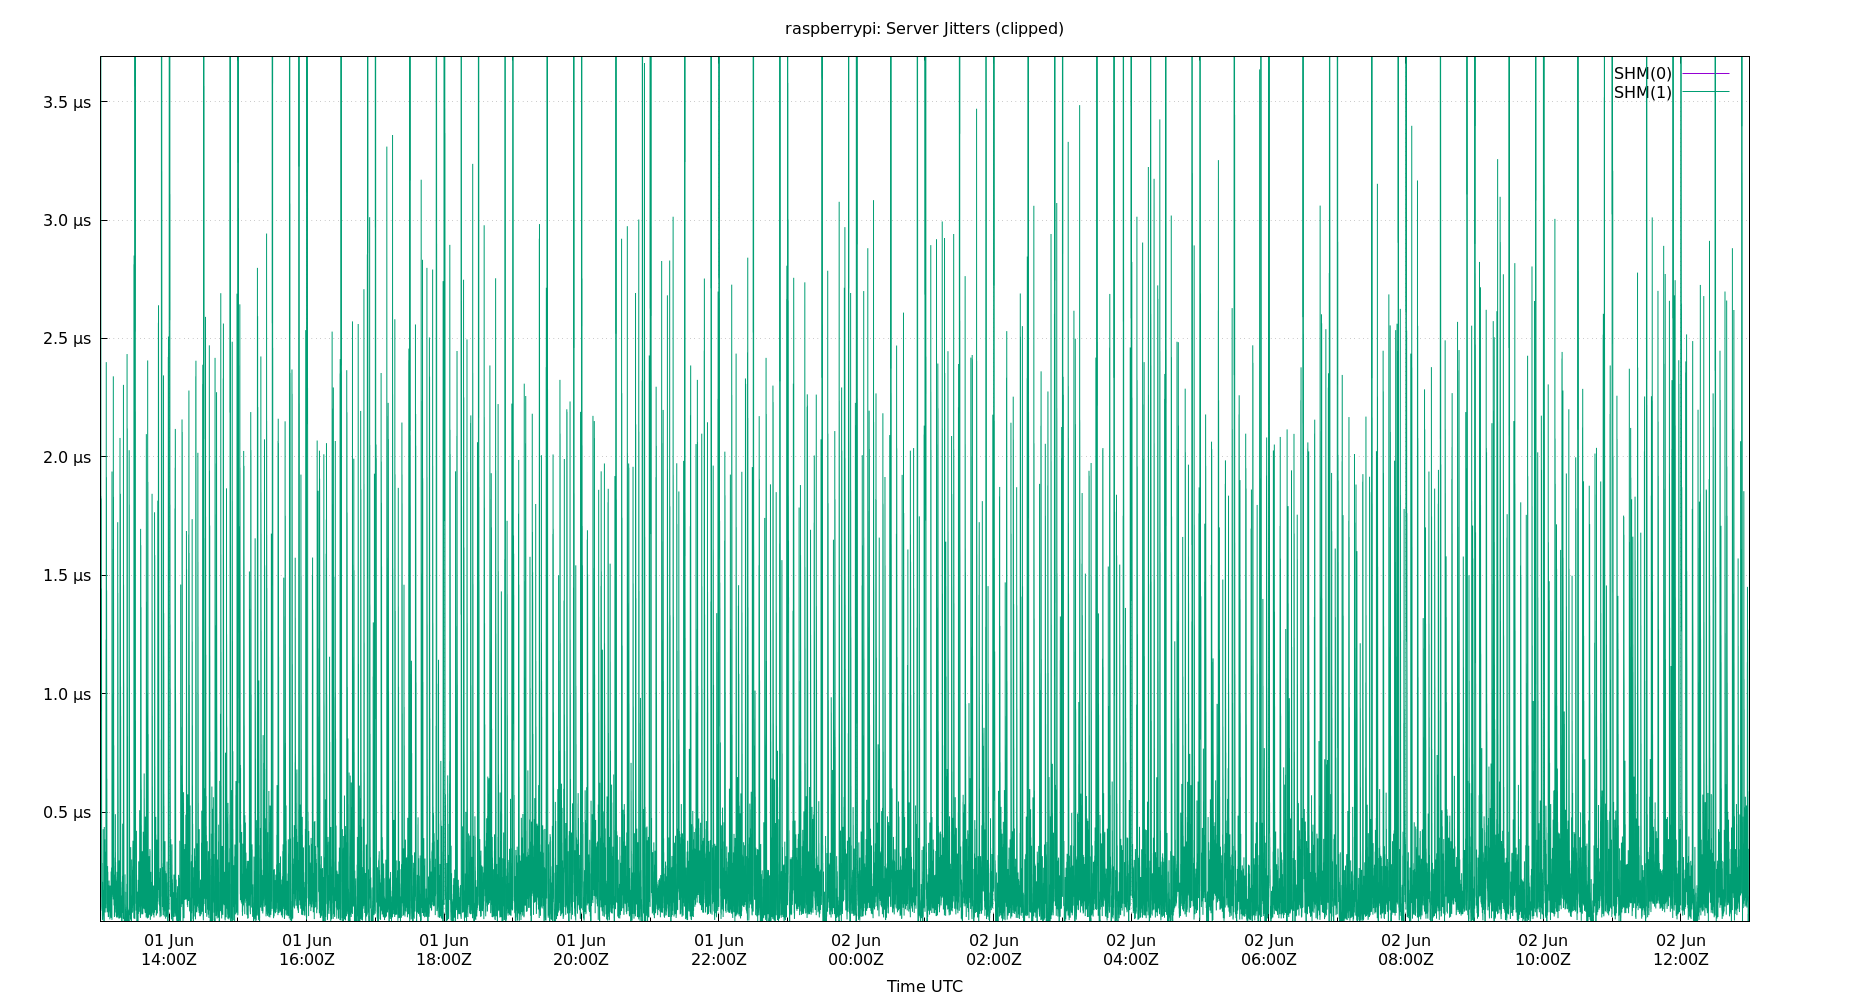 raspberrypi: Server Jitters (clipped)
SHM(0)
SHM(1)
3.5 µs
3.0 µs
2.5 µs
2.0 µs
1.5 µs
1.0 µs
0.5 µs
01 Jun 01 Jun 01 Jun 01 Jun 01 Jun 02 Jun 02 Jun 02 Jun 02 Jun 02 Jun 02 Jun 02 Jun
14:00Z 16:00Z 18:00Z 20:00Z 22:00Z 00:00Z 02:00Z 04:00Z 06:00Z 08:00Z 10:00Z 12:00Z
Time UTC